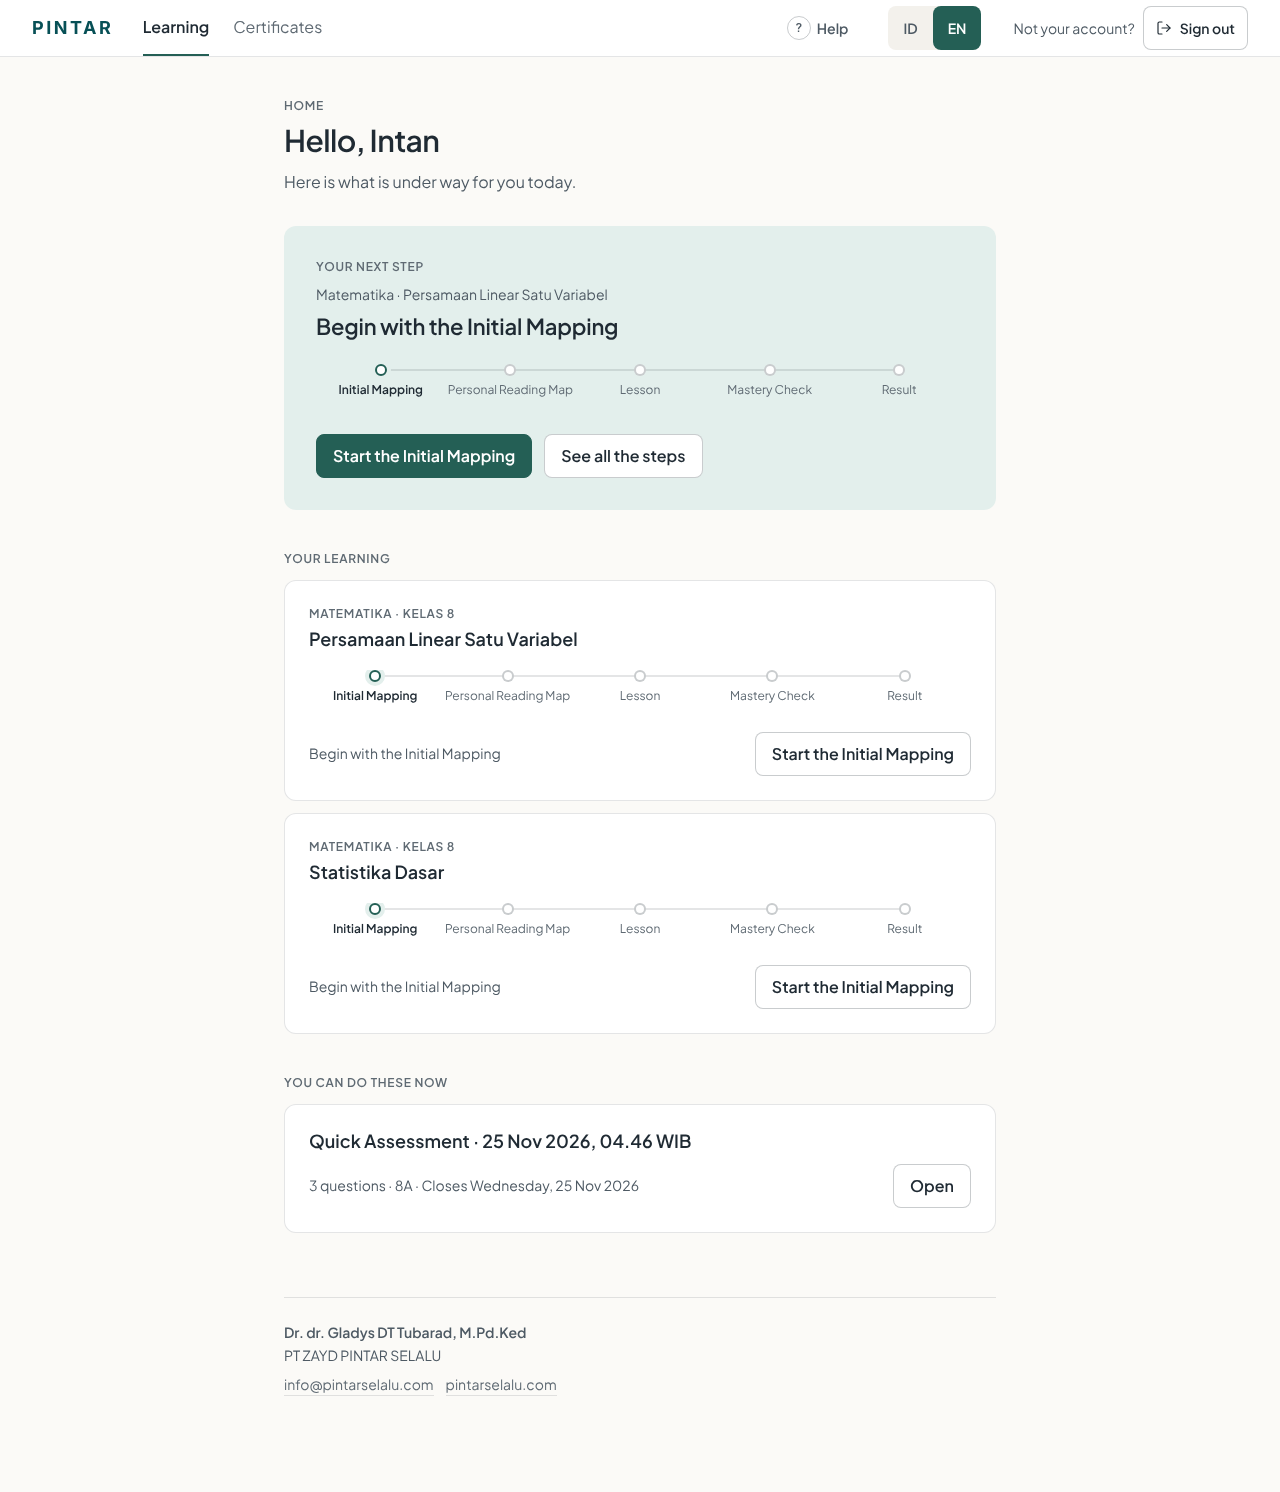 PINTAR
Learning
Certificates
? Help
ID
EN
Not your account?
Sign out
HOME
Hello, Intan
Here is what is under way for you today.
YOUR NEXT STEP
Matematika · Persamaan Linear Satu Variabel
Begin with the Initial Mapping
Initial Mapping
Personal Reading Map
Lesson
Mastery Check
Result
Start the Initial Mapping
See all the steps
YOUR LEARNING
MATEMATIKA · KELAS 8
Persamaan Linear Satu Variabel
Initial Mapping
Personal Reading Map
Lesson
Mastery Check
Result
Begin with the Initial Mapping
Start the Initial Mapping
MATEMATIKA · KELAS 8
Statistika Dasar
Initial Mapping
Personal Reading Map
Lesson
Mastery Check
Result
Begin with the Initial Mapping
Start the Initial Mapping
YOU CAN DO THESE NOW
Quick Assessment · 25 Nov 2026, 04.46 WIB
3 questions · 8A · Closes Wednesday, 25 Nov 2026
Open
Dr. dr. Gladys DT Tubarad, M.Pd.Ked
PT ZAYD PINTAR SELALU
info@pintarselalu.com
pintarselalu.com